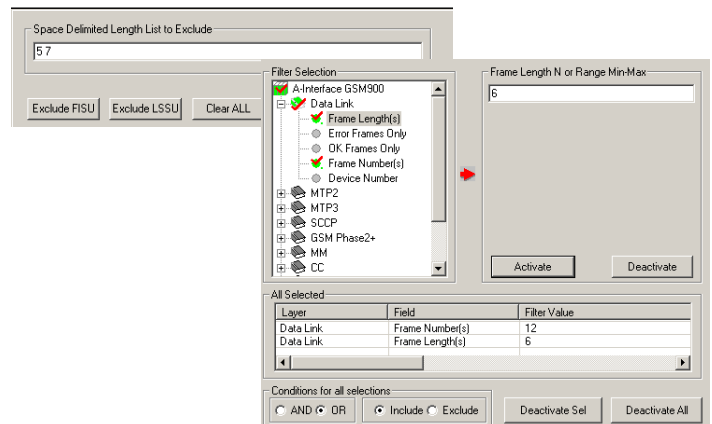 Space Delimited Length List to Exclude
5 7
Exclude FISU
Exclude LSSU
Clear ALL
Filter Selection
A-Interface GSM900
Data Link
Frame Length(s)
Error Frames Only
OK Frames Only
Frame Number(s)
Device Number
MTP2
MTP3
SCCP
GSM Phase2+
MM
CC
Frame Length N or Range Min-Max
6
Activate
Deactivate
All Selected
Layer Field Filter Value
Data Link Frame Number(s) 12
Data Link Frame Length(s) 6
Conditions for all selections
AND OR Include Exclude
Deactivate Sel
Deactivate All